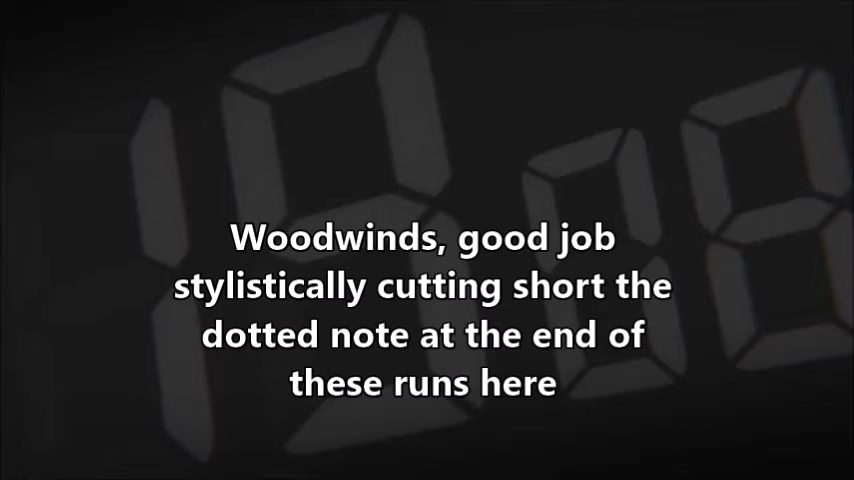 Woodwinds, good job
stylistically cutting short the
dotted note at the end of
these runs here